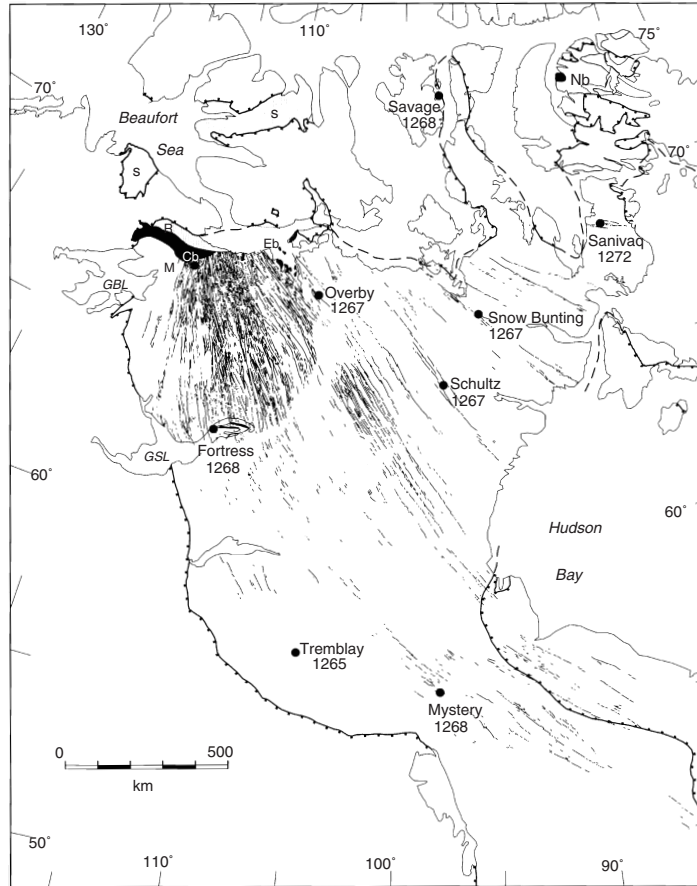 130°
110°
75°
70°
Nb
Savage
1268
S
Beaufort
Sea
S
70°
Sanivaq
1272
R
Eb
Cb
M
GBL
Overby
1267
Snow Bunting
1267
Schultz
1267
Fortress
1268
GSL
60°
60°
Hudson
Bay
Tremblay
1265
Mystery
1268
0 500
km
50°
110°
100°
90°